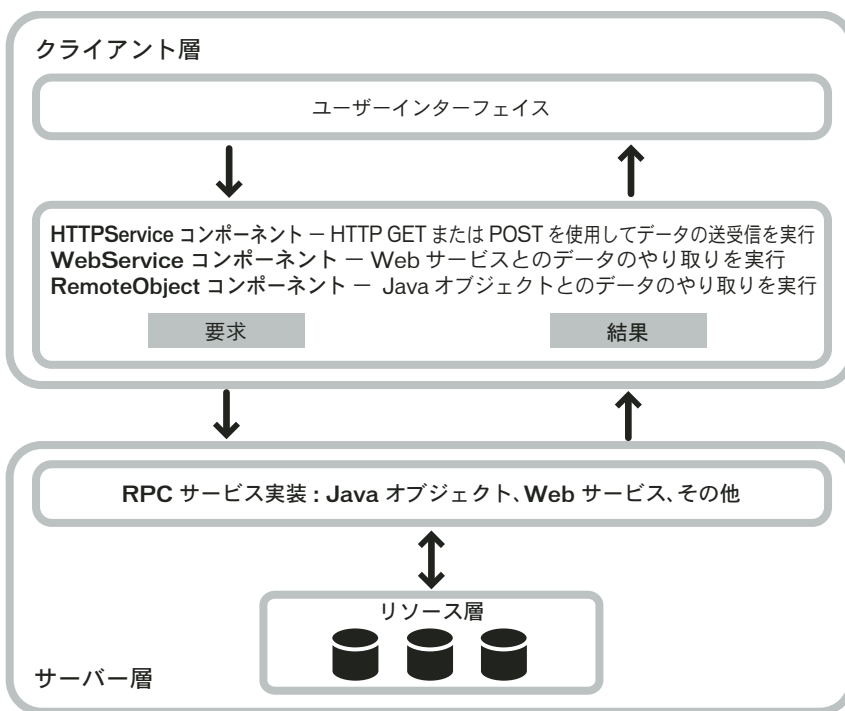 クライアント層
ユーザーインターフェイス
HTTPService コンポーネント － HTTP GET または POST を使用してデータの送受信を実行
WebService コンポーネント － Web サービスとのデータのやり取りを実行
RemoteObject コンポーネント － Java オブジェクトとのデータのやり取りを実行
要求
結果
RPC サービス実装 : Java オブジェクト、Web サービス、その他
リソース層
サーバー層